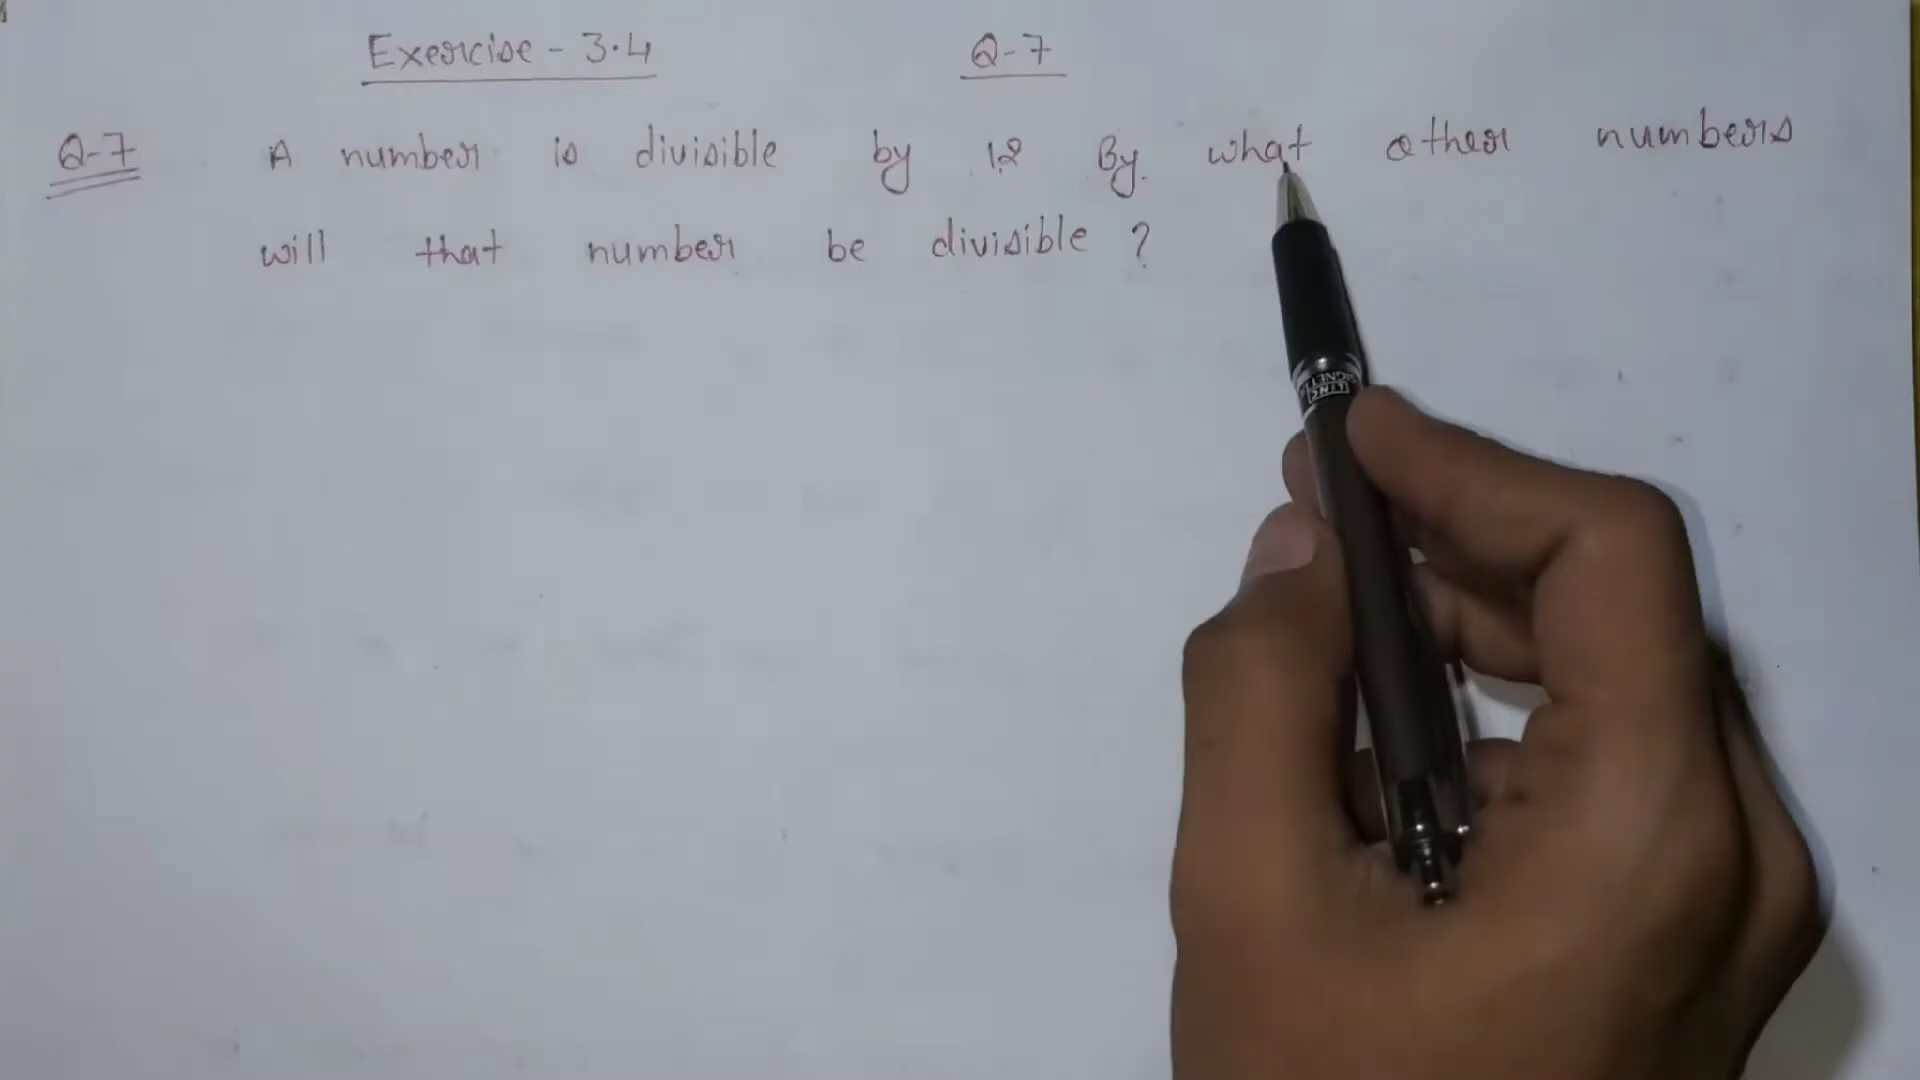 Exercise - 3.4 Q-7
Q-7 A number is divisible by 12 By what other numbers
will that number be divisible ?
LINC